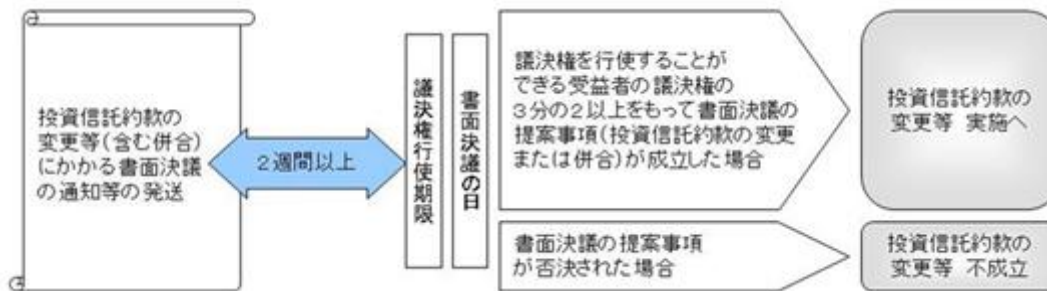 投資信託約款の
変更等(含む併合)
にかかる書面決議
の通知等の発送
2週間以上
議決権行使期限
書面決議の日
議決権を行使することが
できる受益者の議決権の
3分の2以上をもって書面決議の
提案事項(投資信託約款の変更
または併合)が成立した場合
投資信託約款の
変更等 実施へ
書面決議の提案事項
が否決された場合
投資信託約款の
変更等 不成立